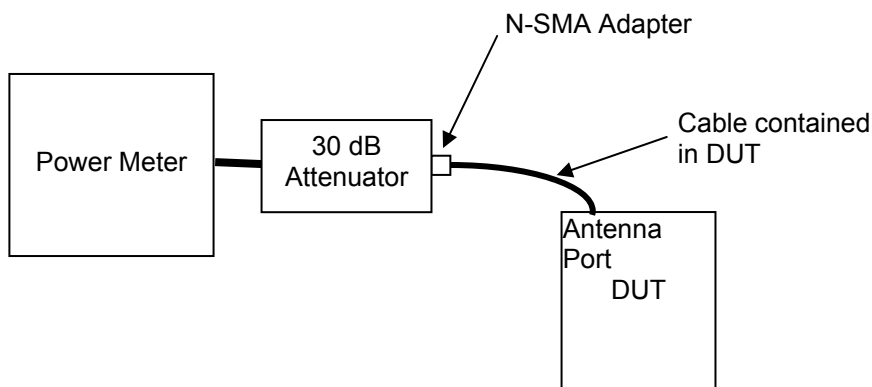 N-SMA Adapter
Power Meter
30 dB
Attenuator
Cable contained
in DUT
Antenna
Port
DUT